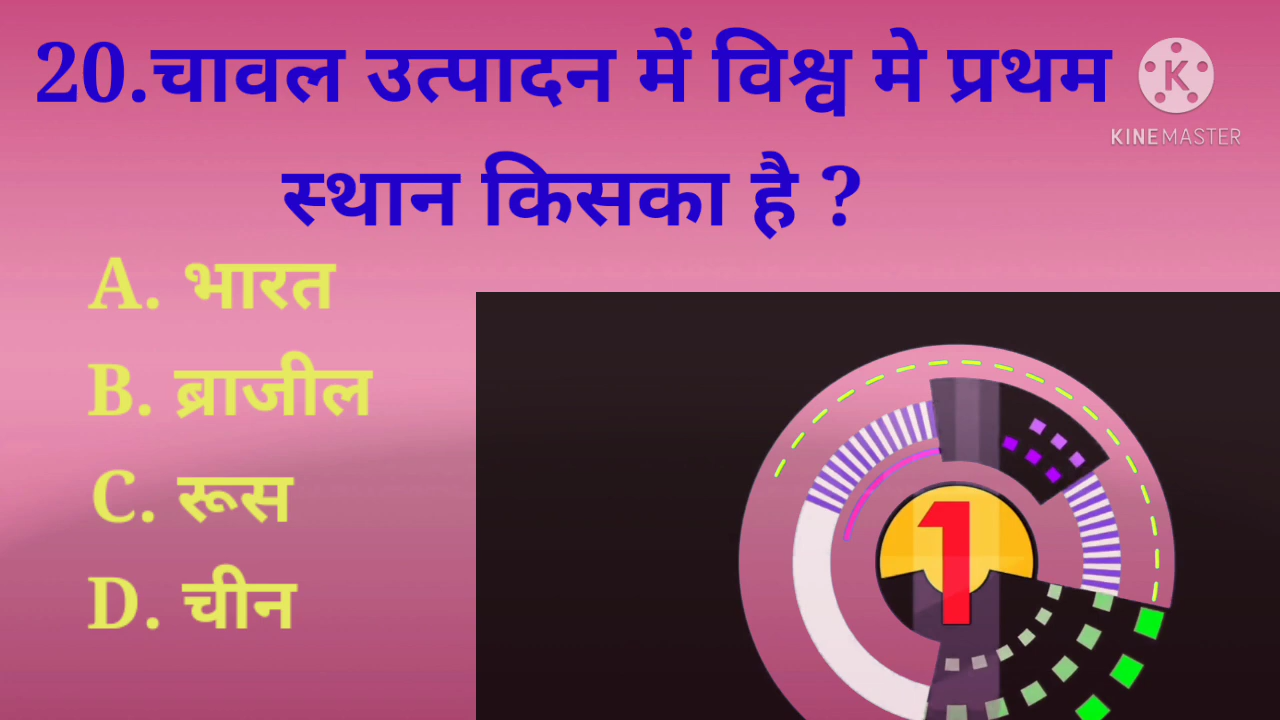 20.चावल उत्पादन में विश्व मे प्रथम
स्थान किसका है ?
KINEMASTER
A. भारत
B. ब्राजील
C. रूस
D. चीन
1